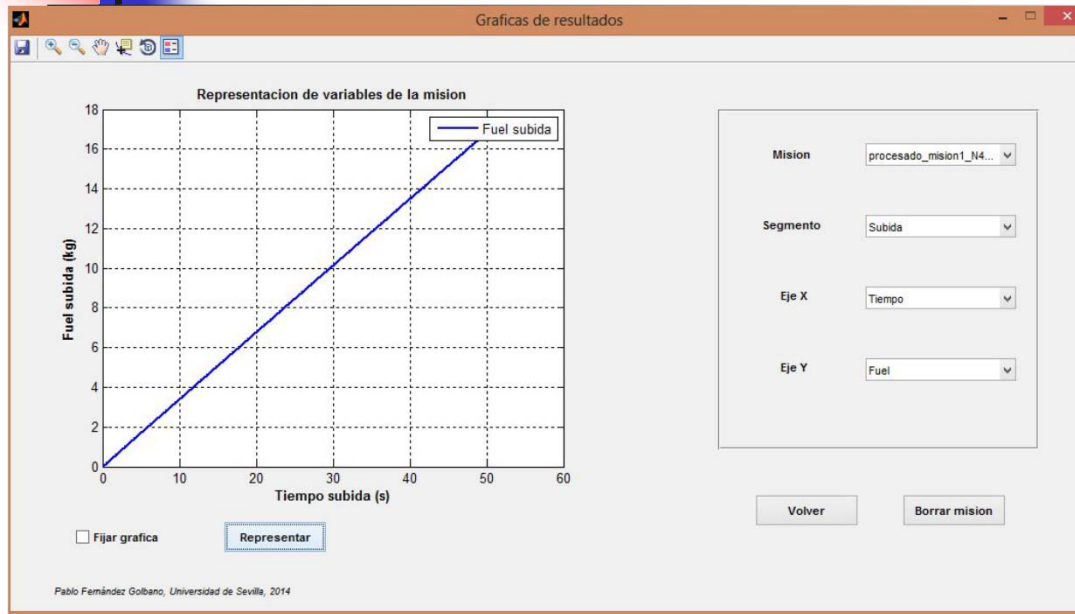 Graficas de resultados
Representacion de variables de la mision
Fuel subida
18
16
14
12
10
8
6
4
2
0
Fuel subida (kg)
0 10 20 30 40 50 60
Tiempo subida (s)
Mision procesado_mision1_N4...
Segmento Subida
Eje X Tiempo
Eje Y Fuel
Volver Borrar mision
Fijar grafica Representar
Pablo Fernández Golbano, Universidad de Sevilla, 2014